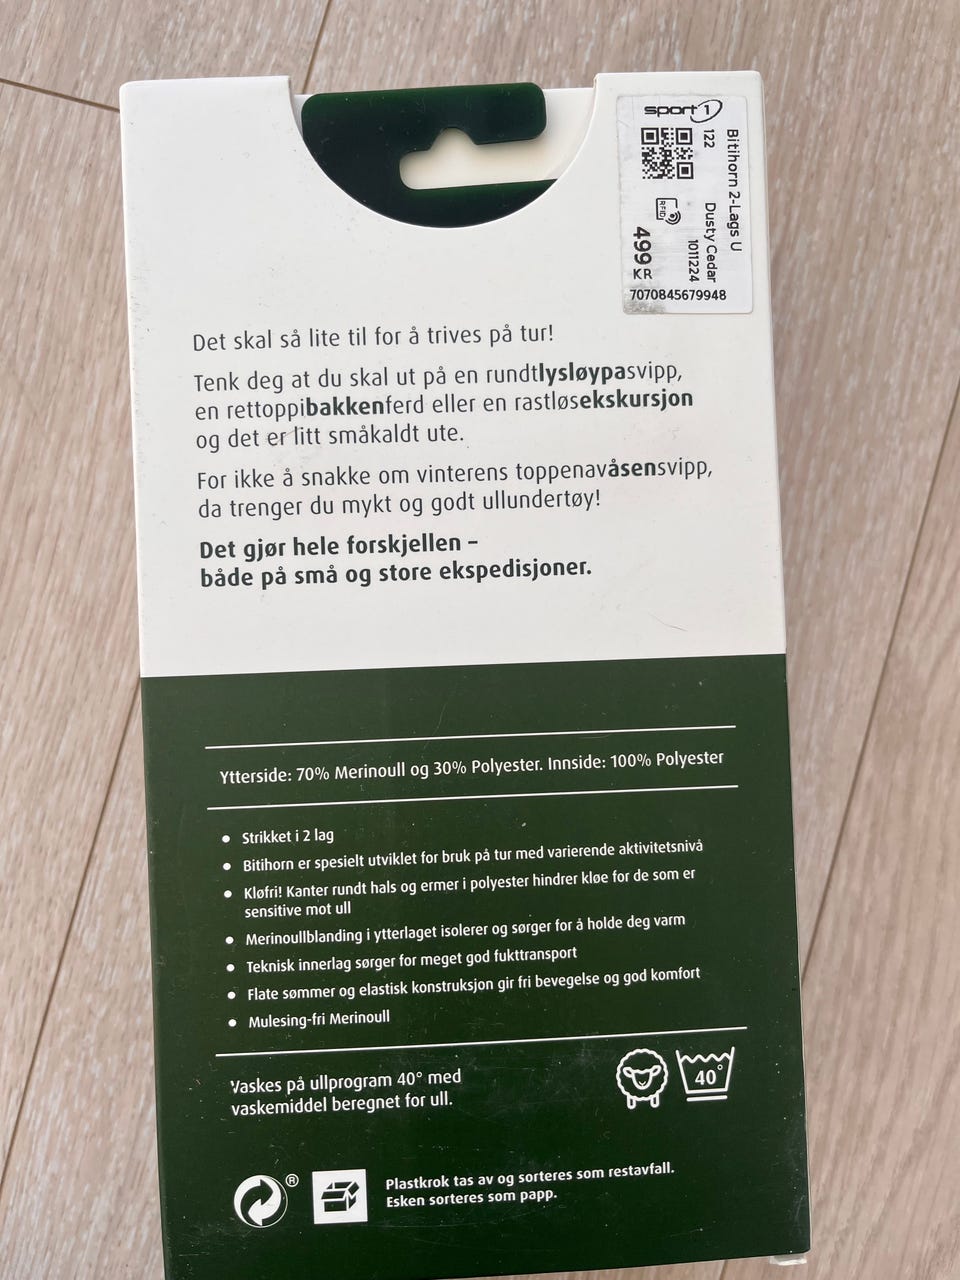 sport1
Bitihorn 2-Lags U
122
Dusty Cedar
1011224
RFID
499
KR
7070845679948
Det skal så lite til for å trives på tur!
Tenk deg at du skal ut på en rundtlysløypasvipp,
en rettoppibakkenferd eller en rastløsekskursjon
og det er litt småkaldt ute.
For ikke å snakke om vinterens toppenavåsensvipp,
da trenger du mykt og godt ullundertøy!
Det gjør hele forskjellen –
både på små og store ekspedisjoner.
Ytterside: 70% Merinoull og 30% Polyester. Innside: 100% Polyester
• Strikket i 2 lag
• Bitihorn er spesielt utviklet for bruk på tur med varierende aktivitetsnivå
• Kløfri! Kanter rundt hals og ermer i polyester hindrer kløe for de som er
sensitive mot ull
• Merinoullblanding i ytterlaget isolerer og sørger for å holde deg varm
• Teknisk innerlag sørger for meget god fukttransport
• Flate sømmer og elastisk konstruksjon gir fri bevegelse og god komfort
• Mulesing-fri Merinoull
Vaskes på ullprogram 40° med
vaskemiddel beregnet for ull.
40°
®
Plastkrok tas av og sorteres som restavfall.
Esken sorteres som papp.